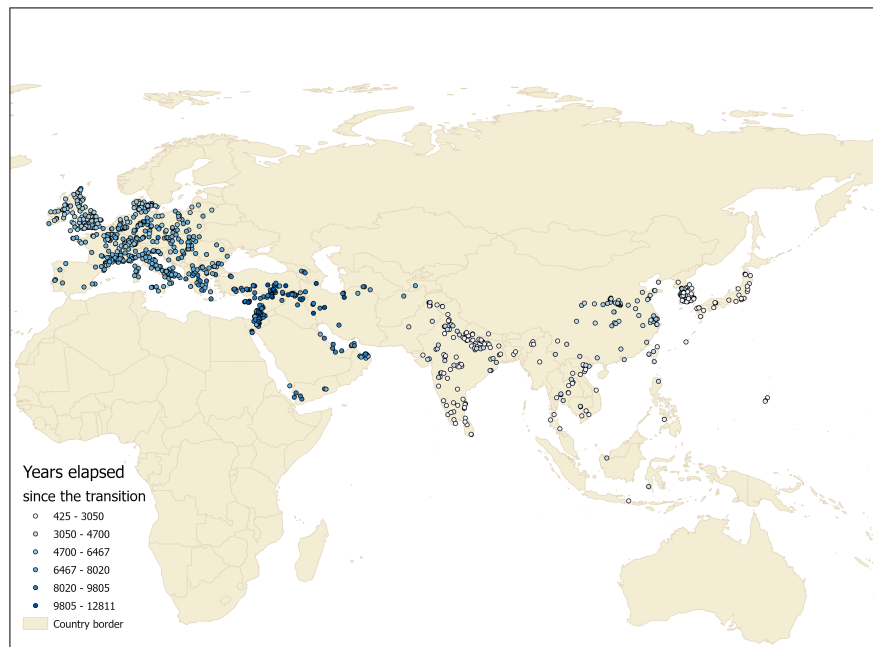 Years elapsed
since the transition
425 - 3050
3050 - 4700
4700 - 6467
6467 - 8020
8020 - 9805
9805 - 12811
Country border